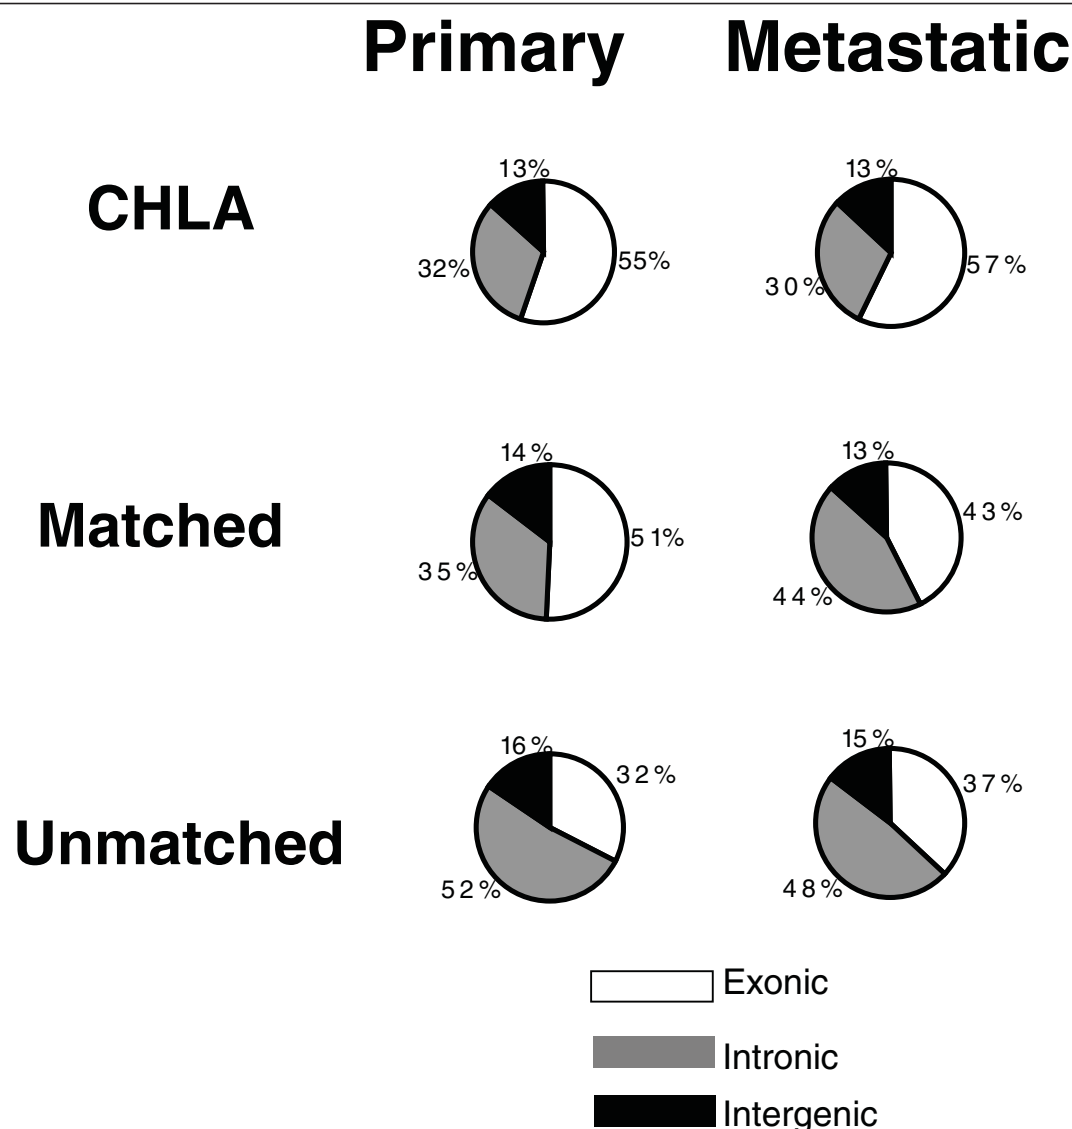 Primary Metastatic
CHLA
13% 13%
55% 57%
32% 30%
Matched
14% 13%
51% 43%
35% 44%
Unmatched
16% 15%
32% 37%
52% 48%
Exonic
Intronic
Intergenic